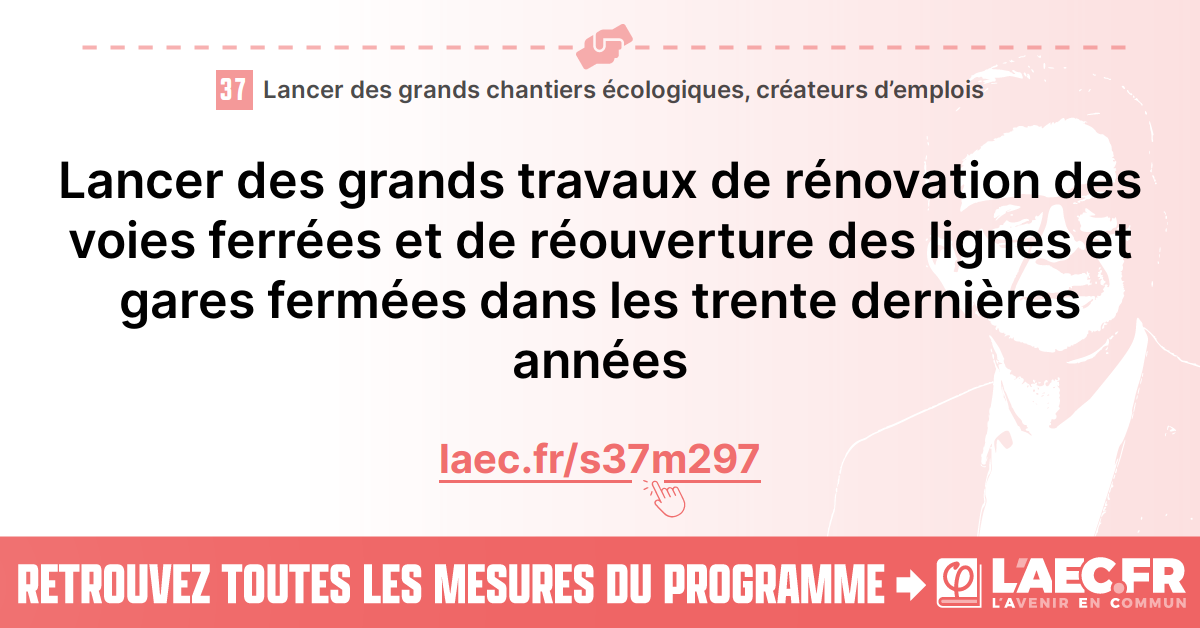 37 Lancer des grands chantiers écologiques, créateurs d’emplois
Lancer des grands travaux de rénovation des
voies ferrées et de réouverture des lignes et
gares fermées dans les trente dernières
années
laec.fr/s37m297
RETROUVEZ TOUTES LES MESURES DU PROGRAMME
L'AEC.FR
L'AVENIR EN COMMUN